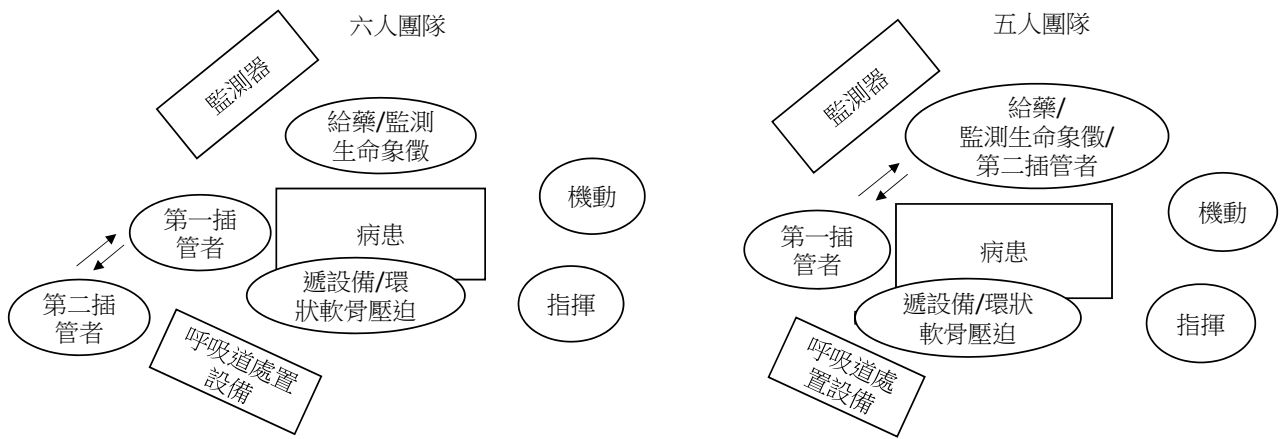 六人團隊
監測器
給藥/監測
生命象徵
機動
第一插
管者
病患
遞設備/環
狀軟骨壓迫
指揮
第二插
管者
呼吸道處置
設備
五人團隊
監測器
給藥/
監測生命象徵/
第二插管者
機動
第一插
管者
病患
遞設備/環狀
軟骨壓迫
指揮
呼吸道處
置設備